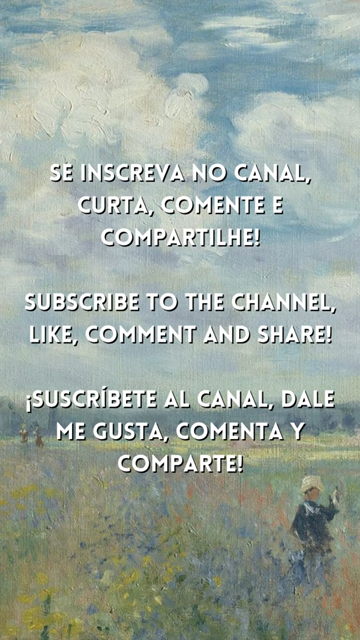 SE INSCREVA NO CANAL,
CURTA, COMENTE E
COMPARTILHE!
SUBSCRIBE TO THE CHANNEL,
LIKE, COMMENT AND SHARE!
¡SUSCRÍBETE AL CANAL, DALE
ME GUSTA, COMENTA Y
COMPARTE!